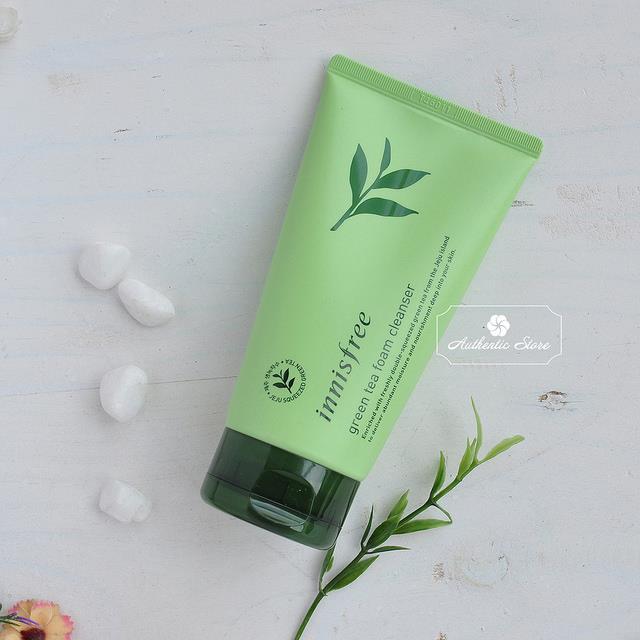 innisfree
green tea foam cleanser
Enriched with freshly double-squeezed green tea from the Jeju island
to deliver abundant moisture and nourishment deep into your skin.
JEJU SQUEEZED GREEN TEA
Authentic Store